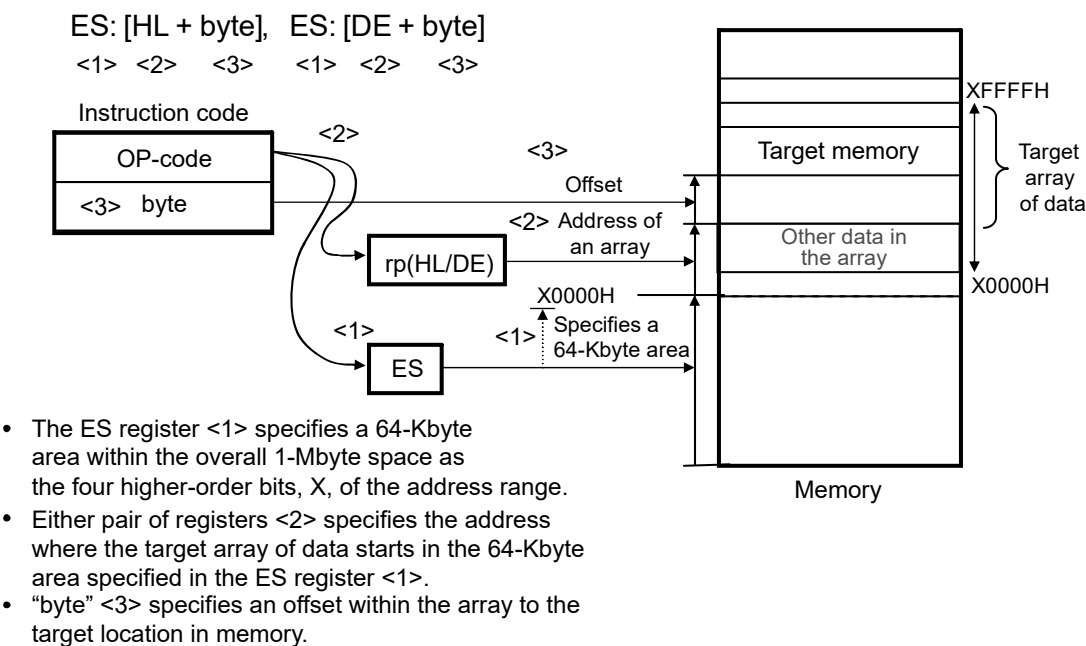 ES: [HL + byte], ES: [DE + byte]
<1> <2> <3> <1> <2> <3>
Instruction code
OP-code
<3> byte
<2>
<3>
Offset
<2> Address of
an array
rp(HL/DE)
X0000H
<1>
<1>
Specifies a
64-Kbyte area
ES
XFFFFH
Target memory
Target
array
of data
Other data in
the array
X0000H
Memory
• The ES register <1> specifies a 64-Kbyte
area within the overall 1-Mbyte space as
the four higher-order bits, X, of the address range.
• Either pair of registers <2> specifies the address
where the target array of data starts in the 64-Kbyte
area specified in the ES register <1>.
• “byte” <3> specifies an offset within the array to the
target location in memory.